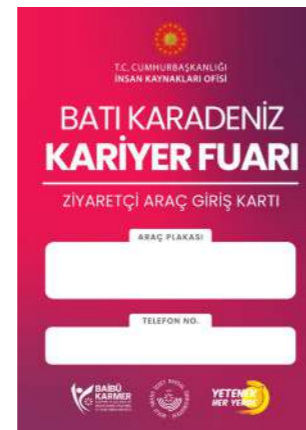 T.C. CUMHURBAŞKANLIĞI
İNSAN KAYNAKLARI OFİSİ
BATI KARADENİZ
KARİYER FUARI
ZİYARETÇİ ARAÇ GİRİŞ KARTI
ARAÇ PLAKASI
TELEFON NO.
BAİBÜ
KARMER
YETENEK
HER YERDE